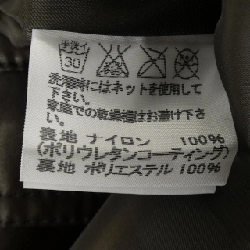 手洗イ
30
洗濯時にはネットを使用して
下さい。
家庭での乾燥機はお避け下さ
い。
表地 ナイロン 100%
(ポリウレタンコーティング)
裏地 ポリエステル 100%